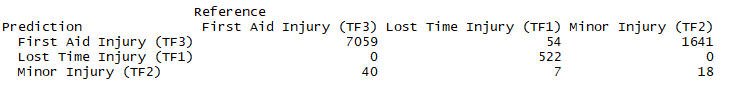 Reference
Prediction First Aid Injury (TF3) Lost Time Injury (TF1) Minor Injury (TF2)
First Aid Injury (TF3) 7059 54 1641
Lost Time Injury (TF1) 0 522 0
Minor Injury (TF2) 40 7 18